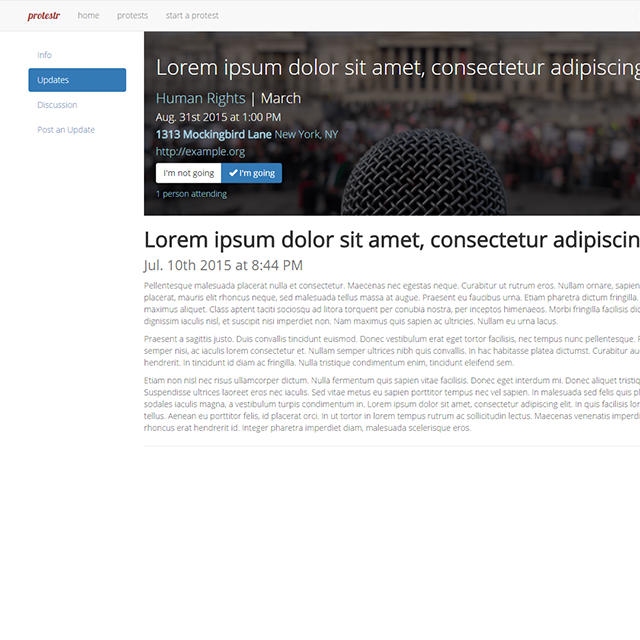 protestr home protests start a protest
Info
Updates
Discussion
Post an Update
Lorem ipsum dolor sit amet, consectetur adipiscing
Human Rights | March
Aug. 31st 2015 at 1:00 PM
1313 Mockingbird Lane New York, NY
http://example.org
I'm not going I'm going
1 person attending
Lorem ipsum dolor sit amet, consectetur adipiscin
Jul. 10th 2015 at 8:44 PM
Pellentesque malesuada placerat nulla et consectetur. Maecenas nec egestas neque. Curabitur ut rutrum eros. Nullam ornare, sapien
placerat, mauris elit rhoncus neque, sed malesuada tellus massa at augue. Praesent eu faucibus urna. Etiam pharetra dictum fringilla.
maximus aliquet. Class aptent taciti sociosqu ad litora torquent per conubia nostra, per inceptos himenaeos. Morbi fringilla facilisis dic
dignissim iaculis nisl, et suscipit nisi imperdiet non. Nam maximus quis sapien ac ultricies. Nullam eu urna lacus.
Praesent a sagittis justo. Duis convallis tincidunt euismod. Donec vestibulum erat eget tortor facilisis, nec tempus nunc pellentesque.
semper nisi, ac iaculis lorem consectetur et. Nullam semper ultrices nibh quis convallis. In hac habitasse platea dictumst. Curabitur au
hendrerit. In tincidunt id diam ac fringilla. Nulla tristique condimentum enim, tincidunt eleifend sem.
Etiam non nisl nec risus ullamcorper dictum. Nulla fermentum quis sapien vitae facilisis. Donec eget interdum mi. Donec aliquet tristiq
Suspendisse ultrices laoreet eros nec iaculis. Sed vitae metus eu sapien porttitor tempus nec vel sapien. In malesuada sed felis quis pl
sodales iaculis magna, a vestibulum turpis condimentum in. Lorem ipsum dolor sit amet, consectetur adipiscing elit. In quis facilisis lor
tellus. Aenean eu porttitor felis, id placerat orci. In ut tortor in lorem tempus rutrum ac sollicitudin lectus. Maecenas venenatis imperdi
rhoncus erat hendrerit id. Integer pharetra imperdiet diam, malesuada scelerisque eros.